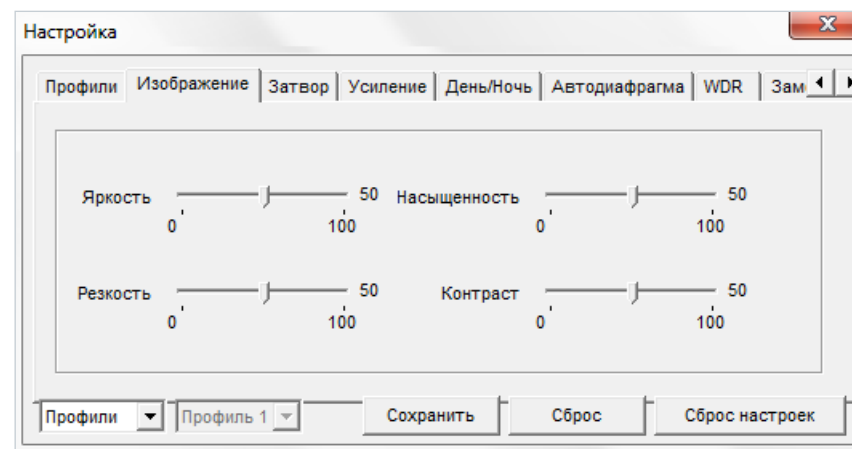 Настройка
Профили Изображение Затвор Усиление День/Ночь Автодиафрагма WDR
Яркость 50 Насыщенность 50
0 100 0 100
Резкость 50 Контраст 50
0 100 0 100
Профили Профиль 1 Сохранить Сброс Сброс настроек